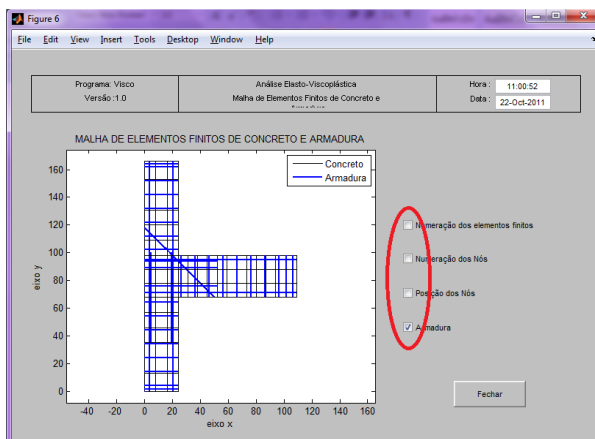 Figure 6
File Edit View Insert Tools Desktop Window Help
Programa: Visco
Versão :1.0
Análise Elasto-Viscoplástica
Malha de Elementos Finitos de Concreto e
Hora : 11:00:52
Data : 22-Oct-2011
MALHA DE ELEMENTOS FINITOS DE CONCRETO E ARMADURA
Concreto
Armadura
160
140
120
100
80
60
40
20
0
eixo y
-40 -20 0 20 40 60 80 100 120 140 160
eixo x
Numeração dos elementos finitos
Numeração dos Nós
Posição dos Nós
Armadura
Fechar